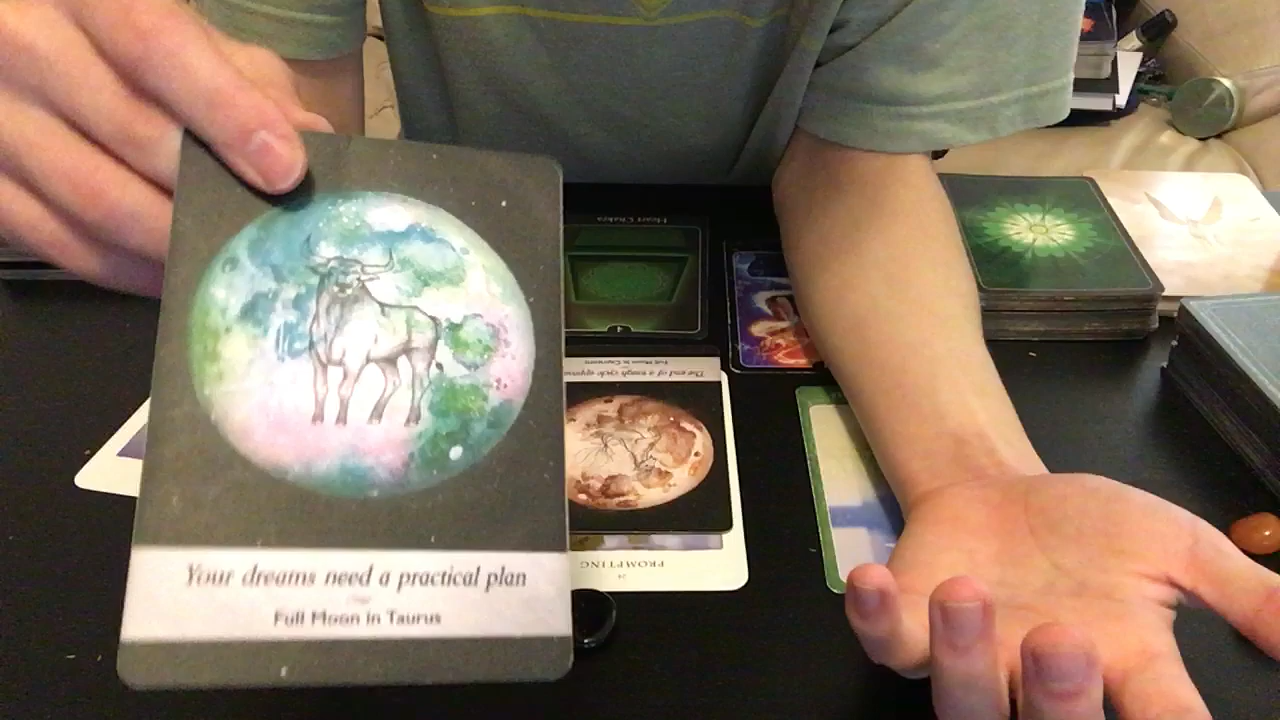 Heart Chakra
4
The end of a tough cycle
Full Moon in Capricorn
PROMPTING
Your dreams need a practical plan
Full Moon in Taurus